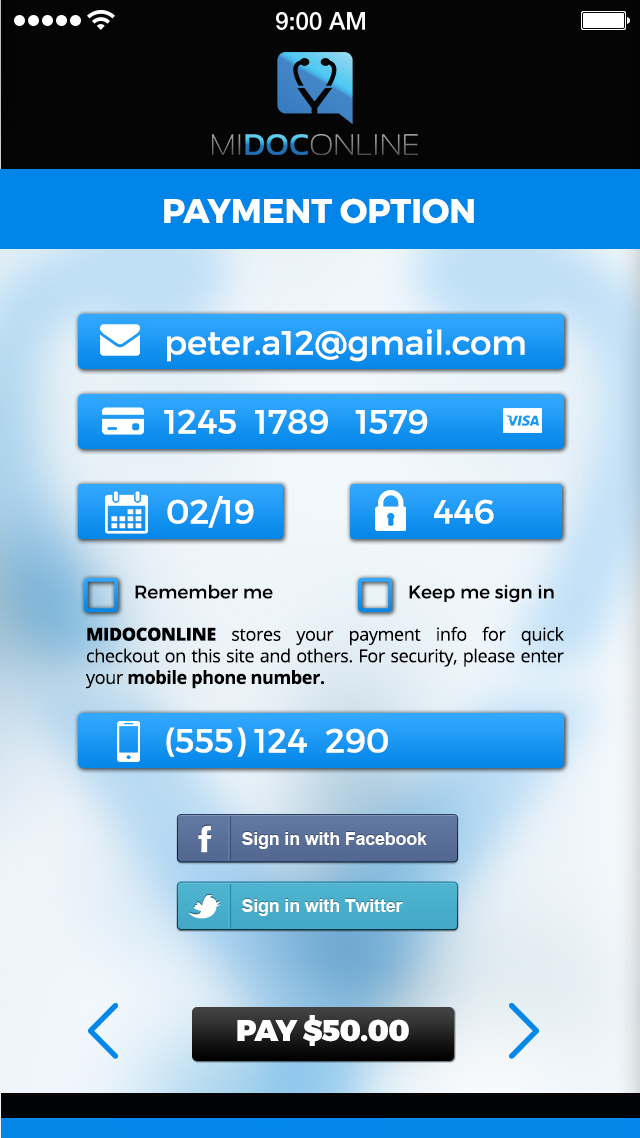 9:00 AM
MIDOCONLINE
PAYMENT OPTION
peter.a12@gmail.com
1245 1789 1579
VISA
02/19
446
Remember me
Keep me sign in
MIDOCONLINE stores your payment info for quick
checkout on this site and others. For security, please enter
your mobile phone number.
(555) 124 290
f
Sign in with Facebook
Sign in with Twitter
PAY $50.00